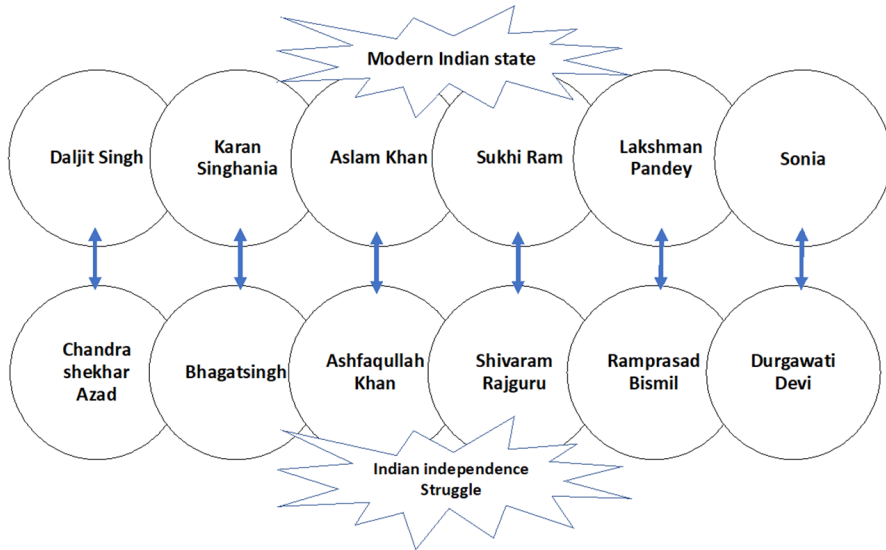 Modern Indian state
Daljit Singh
Karan
Singhania
Aslam Khan
Sukhi Ram
Lakshman
Pandey
Sonia
Chandra
shekhar
Azad
Bhagatsingh
Ashfaqullah
Khan
Shivaram
Rajguru
Ramprasad
Bismil
Durgawati
Devi
Indian independence
Struggle